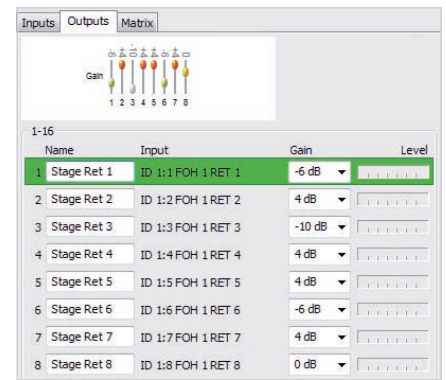 Inputs Outputs Matrix
Gain
1 2 3 4 5 6 7 8
1-16
Name Input Gain Level
1 Stage Ret 1 ID 1:1 FOH 1 RET 1 -6 dB
2 Stage Ret 2 ID 1:2 FOH 1 RET 2 4 dB
3 Stage Ret 3 ID 1:3 FOH 1 RET 3 -10 dB
4 Stage Ret 4 ID 1:4 FOH 1 RET 4 4 dB
5 Stage Ret 5 ID 1:5 FOH 1 RET 5 4 dB
6 Stage Ret 6 ID 1:6 FOH 1 RET 6 -6 dB
7 Stage Ret 7 ID 1:7 FOH 1 RET 7 4 dB
8 Stage Ret 8 ID 1:8 FOH 1 RET 8 0 dB